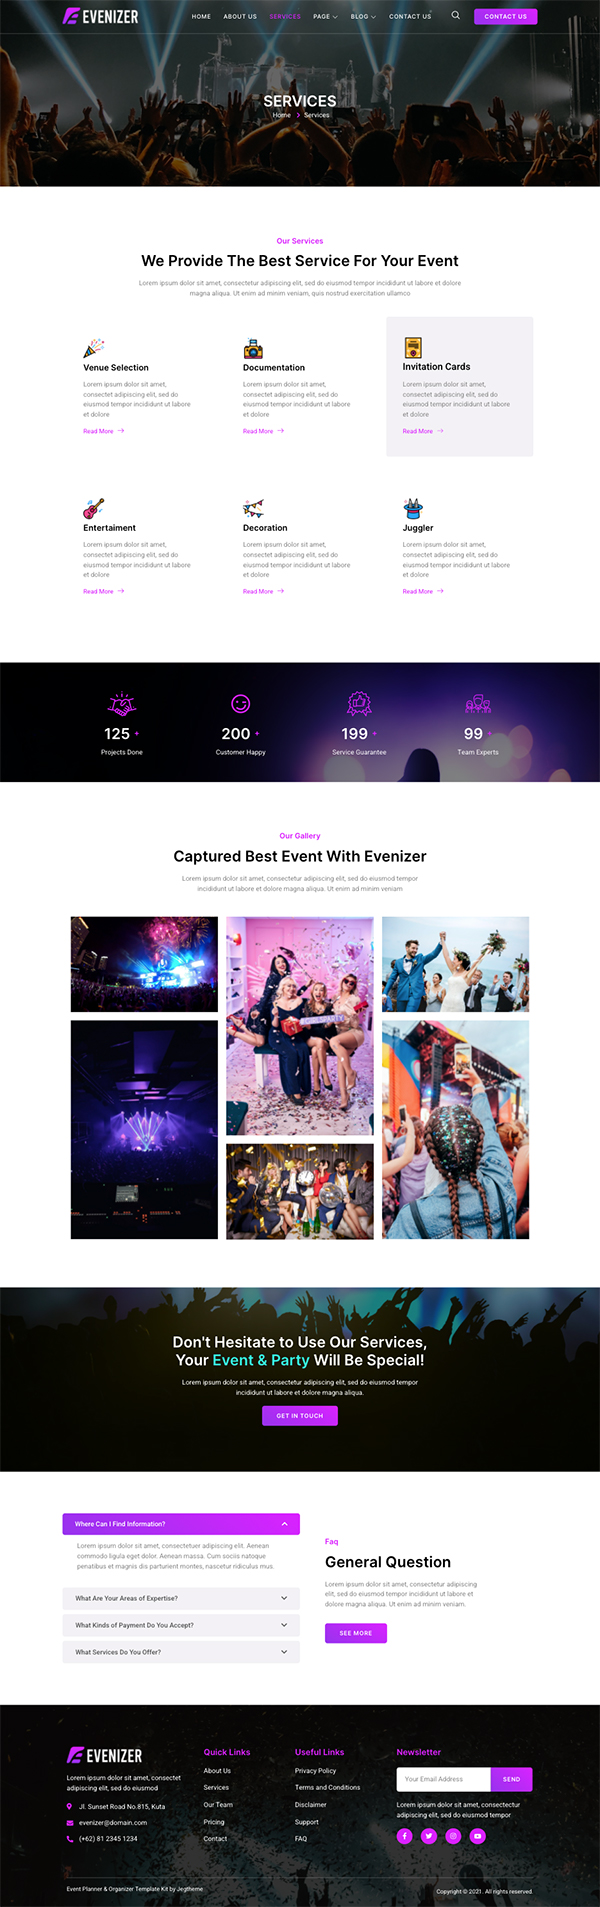 EVENIZER
HOME ABOUT US SERVICES PAGE BLOG CONTACT US CONTACT US
SERVICES
Home Services
Our Services
We Provide The Best Service For Your Event
Lorem ipsum dolor sit amet, consectetur adipiscing elit, sed do eiusmod tempor incididunt ut labore et dolore
magna aliqua. Ut enim ad minim veniam, quis nostrud exercitation ullamco
Venue Selection
Lorem ipsum dolor sit amet,
consectet adipiscing elit, sed do
eiusmod tempor incididunt ut labore
et dolore
Read More
Documentation
Lorem ipsum dolor sit amet,
consectet adipiscing elit, sed do
eiusmod tempor incididunt ut labore
et dolore
Read More
Invitation Cards
Lorem ipsum dolor sit amet,
consectet adipiscing elit, sed do
eiusmod tempor incididunt ut labore
et dolore
Read More
Entertaiment
Lorem ipsum dolor sit amet,
consectet adipiscing elit, sed do
eiusmod tempor incididunt ut labore
et dolore
Read More
Decoration
Lorem ipsum dolor sit amet,
consectet adipiscing elit, sed do
eiusmod tempor incididunt ut labore
et dolore
Read More
Juggler
Lorem ipsum dolor sit amet,
consectet adipiscing elit, sed do
eiusmod tempor incididunt ut labore
et dolore
Read More
125 +
Projects Done
200 +
Customer Happy
199 +
Service Guarantee
99 +
Team Experts
Our Gallery
Captured Best Event With Evenizer
Lorem ipsum dolor sit amet, consectetur adipiscing elit, sed do eiusmod tempor
incididunt ut labore et dolore magna aliqua. Ut enim ad minim veniam
Don't Hesitate to Use Our Services,
Your Event & Party Will Be Special!
Lorem ipsum dolor sit amet, consectetur adipiscing elit, sed do eiusmod tempor
incididunt ut labore et dolore magna aliqua.
GET IN TOUCH
Where Can I Find Information?
Lorem ipsum dolor sit amet, consectetuer adipiscing elit. Aenean
commodo ligula eget dolor. Aenean massa. Cum sociis natoque
penatibus et magnis dis parturient montes, nascetur ridiculus mus.
What Are Your Areas of Expertise?
What Kinds of Payment Do You Accept?
What Services Do You Offer?
Faq
General Question
Lorem ipsum dolor sit amet, consectetur adipiscing
elit, sed do eiusmod tempor incididunt ut labore et
dolore magna aliqua. Ut enim ad minim veniam.
SEE MORE
EVENIZER
Lorem ipsum dolor sit amet, consectetur
adipiscing elit, sed do eiusmod
Jl. Sunset Road No.815, Kuta
evenizer@domain.com
(+62) 81 2345 1234
Quick Links
About Us
Services
Our Team
Pricing
Contact
Useful Links
Privacy Policy
Terms and Conditions
Disclaimer
Support
FAQ
Newsletter
Your Email Address SEND
Lorem ipsum dolor sit amet, consectetur
adipiscing elit, sed do eiusmod tempor
Event Planner & Organizer Template Kit by Jegtheme
Copyright © 2021. All rights reserved.